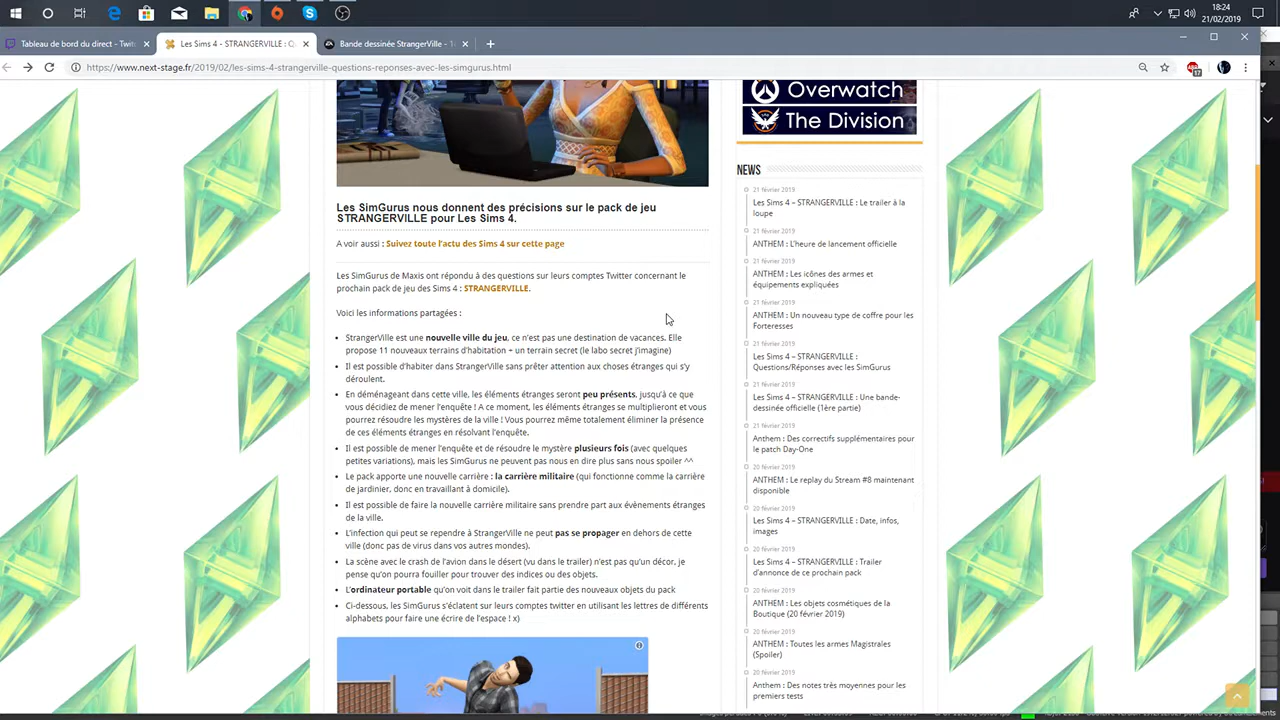 18:24
21/02/2019
Tableau de bord du direct - Twit
Les Sims 4 - STRANGERVILLE : Q
Bande dessinée StrangerVille - 1
https://www.next-stage.fr/2019/02/les-sims-4-strangerville-questions-reponses-avec-les-simgurus.html
17
Overwatch
The Division
Les SimGurus nous donnent des précisions sur le pack de jeu
STRANGERVILLE pour Les Sims 4.
A voir aussi : Suivez toute l'actu des Sims 4 sur cette page
Les SimGurus de Maxis ont répondu à des questions sur leurs comptes Twitter concernant le
prochain pack de jeu des Sims 4 : STRANGERVILLE.
Voici les informations partagées :
StrangerVille est une nouvelle ville du jeu, ce n'est pas une destination de vacances. Elle
propose 11 nouveaux terrains d'habitation + un terrain secret (le labo secret j'imagine)
Il est possible d'habiter dans StrangerVille sans prêter attention aux choses étranges qui s'y
déroulent.
En déménageant dans cette ville, les éléments étranges seront peu présents, jusqu'à ce que
vous décidiez de mener l'enquête ! A ce moment, les éléments étranges se multiplieront et vous
pourrez résoudre les mystères de la ville ! Vous pourrez même totalement éliminer la présence
de ces éléments étranges en résolvant l'enquête.
Il est possible de mener l'enquête et de résoudre le mystère plusieurs fois (avec quelques
petites variations), mais les SimGurus ne peuvent pas nous en dire plus sans nous spoiler ^^
Le pack apporte une nouvelle carrière : la carrière militaire (qui fonctionne comme la carrière
de jardinier, donc en travaillant à domicile).
Il est possible de faire la nouvelle carrière militaire sans prendre part aux évènements étranges
de la ville.
L'infection qui peut se rependre à StrangerVille ne peut pas se propager en dehors de cette
ville (donc pas de virus dans vos autres mondes).
La scène avec le crash de l'avion dans le désert (vu dans le trailer) n'est pas qu'un décor, je
pense qu'on pourra fouiller pour trouver des indices ou des objets.
L'ordinateur portable qu'on voit dans le trailer fait partie des nouveaux objets du pack
Ci-dessous, les SimGurus s'éclatent sur leurs comptes twitter en utilisant les lettres de différents
alphabets pour faire une écrire de l'espace ! x)
NEWS
21 février 2019
Les Sims 4 – STRANGERVILLE : Le trailer à la
loupe
21 février 2019
ANTHEM : L'heure de lancement officielle
21 février 2019
ANTHEM : Les icônes des armes et
équipements expliquées
21 février 2019
ANTHEM : Un nouveau type de coffre pour les
Forteresses
21 février 2019
Les Sims 4 – STRANGERVILLE :
Questions/Réponses avec les SimGurus
21 février 2019
Les Sims 4 – STRANGERVILLE : Une bande-
dessinée officielle (1ère partie)
21 février 2019
Anthem : Des correctifs supplémentaires pour
le patch Day-One
20 février 2019
ANTHEM : Le replay du Stream #8 maintenant
disponible
20 février 2019
Les Sims 4 – STRANGERVILLE : Date, infos,
images
20 février 2019
Les Sims 4 – STRANGERVILLE : Trailer
d'annonce de ce prochain pack
20 février 2019
ANTHEM : Les objets cosmétiques de la
Boutique (20 février 2019)
20 février 2019
ANTHEM : Toutes les armes Magistrales
(Spoiler)
20 février 2019
Anthem : Des notes très moyennes pour les
premiers tests